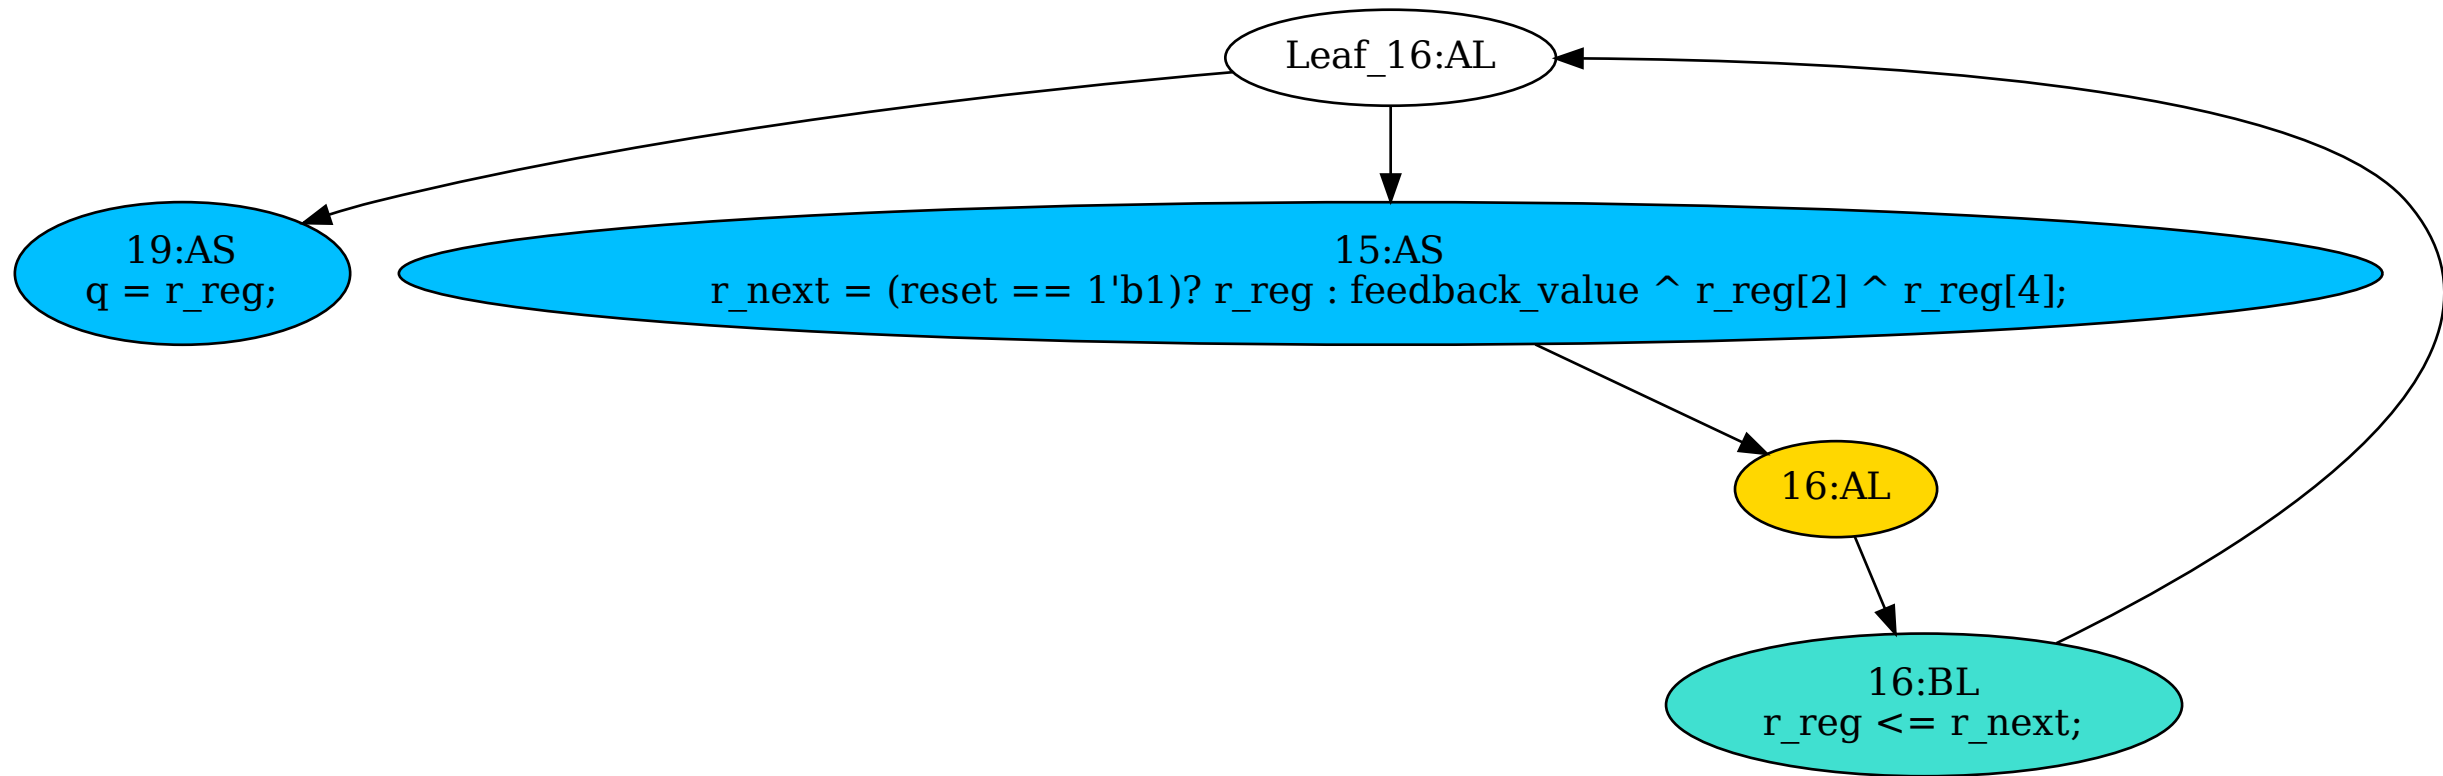 Leaf_16:AL
19:AS
q = r_reg;
15:AS
r_next = (reset == 1'b1)? r_reg : feedback_value ^ r_reg[2] ^ r_reg[4];
16:AL
16:BL
r_reg <= r_next;